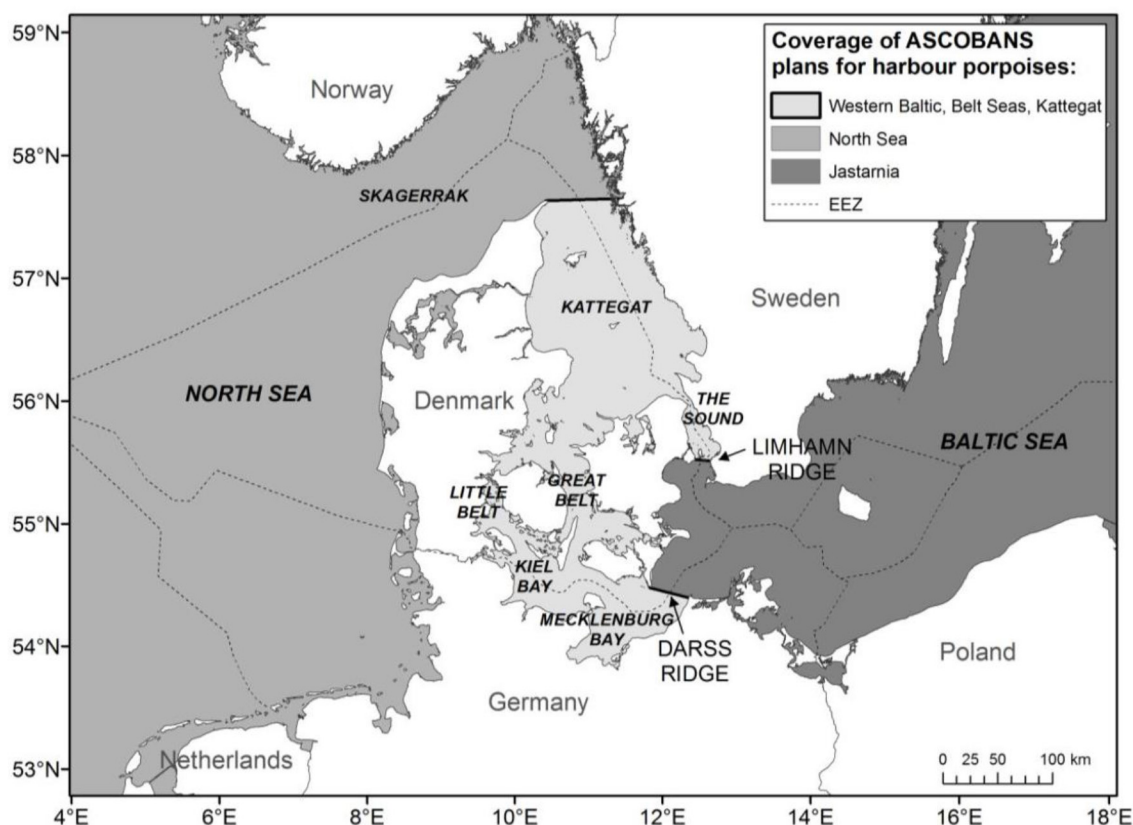 59°N
58°N
57°N
56°N
55°N
54°N
53°N
4°E
6°E
8°E
10°E
12°E
14°E
16°E
18°E
Coverage of ASCOBANS
plans for harbour porpoises:
Western Baltic, Belt Seas, Kattegat
North Sea
Jastarnia
EEZ
Norway
SKAGERRAK
KATTEGAT
Sweden
NORTH SEA
Denmark
THE
SOUND
LIMHAMN
RIDGE
BALTIC SEA
LITTLE
BELT
GREAT
BELT
KIEL
BAY
MECKLENBURG
BAY
DARSS
RIDGE
Poland
Germany
Netherlands
0 25 50 100 km